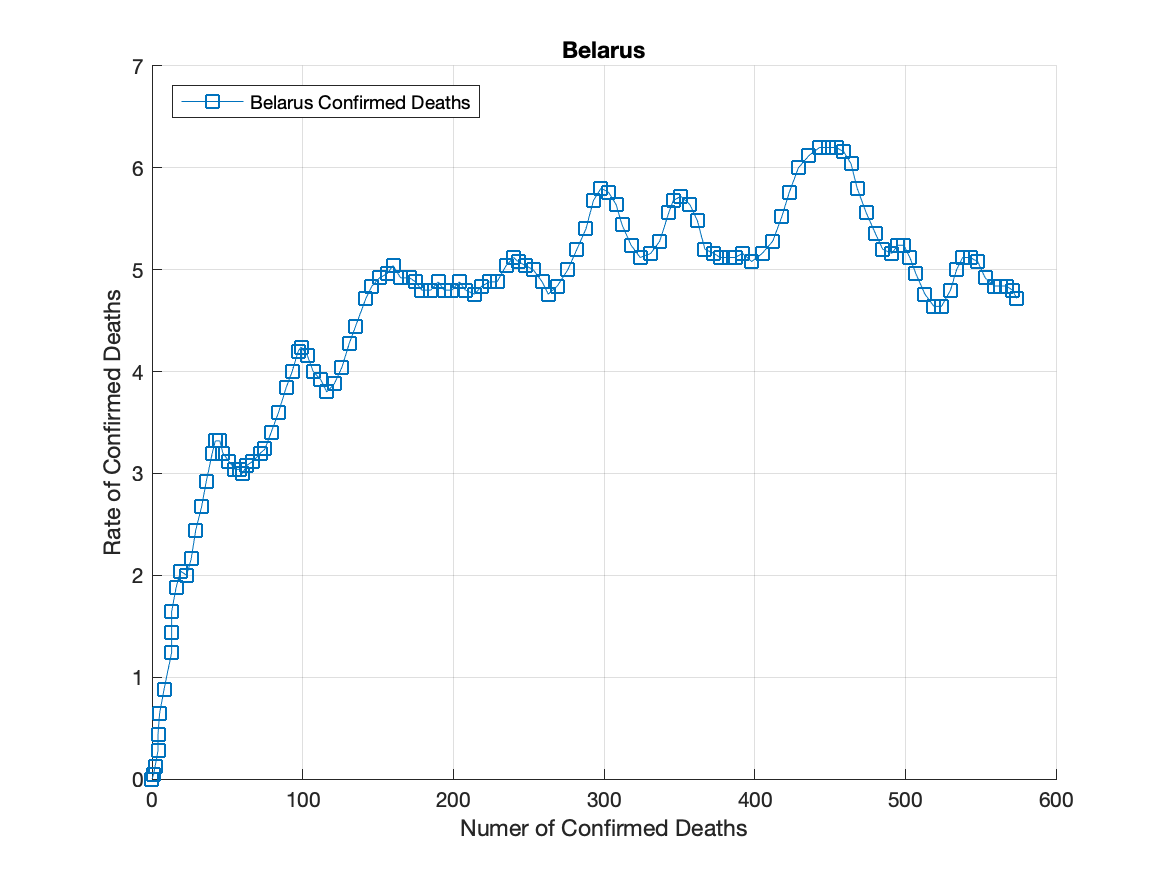 Belarus
Belarus Confirmed Deaths
7
6
5
4
3
2
1
0
Rate of Confirmed Deaths
0 100 200 300 400 500 600
Numer of Confirmed Deaths